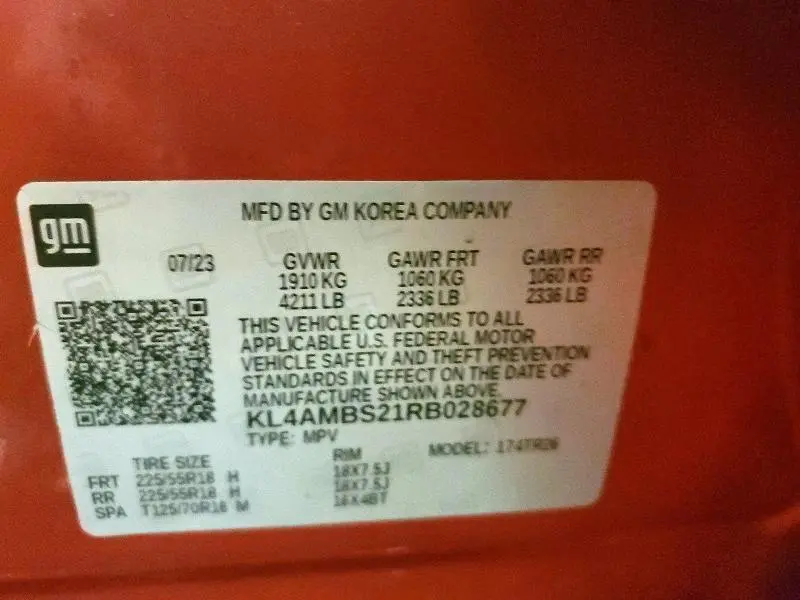 gm
MFD BY GM KOREA COMPANY
07/23 GVWR GAWR FRT GAWR RR
1910 KG 1060 KG 1060 KG
4211 LB 2336 LB 2336 LB
THIS VEHICLE CONFORMS TO ALL
APPLICABLE U.S. FEDERAL MOTOR
VEHICLE SAFETY AND THEFT PREVENTION
STANDARDS IN EFFECT ON THE DATE OF
MANUFACTURE SHOWN ABOVE.
KL4AMBS21RB028677
TYPE: MPV MODEL:
TIRE SIZE RIM
FRT 225/55R18 H 18X7.5J
RR 225/55R18 H 18X7.5J
SPA T125/70R16 M